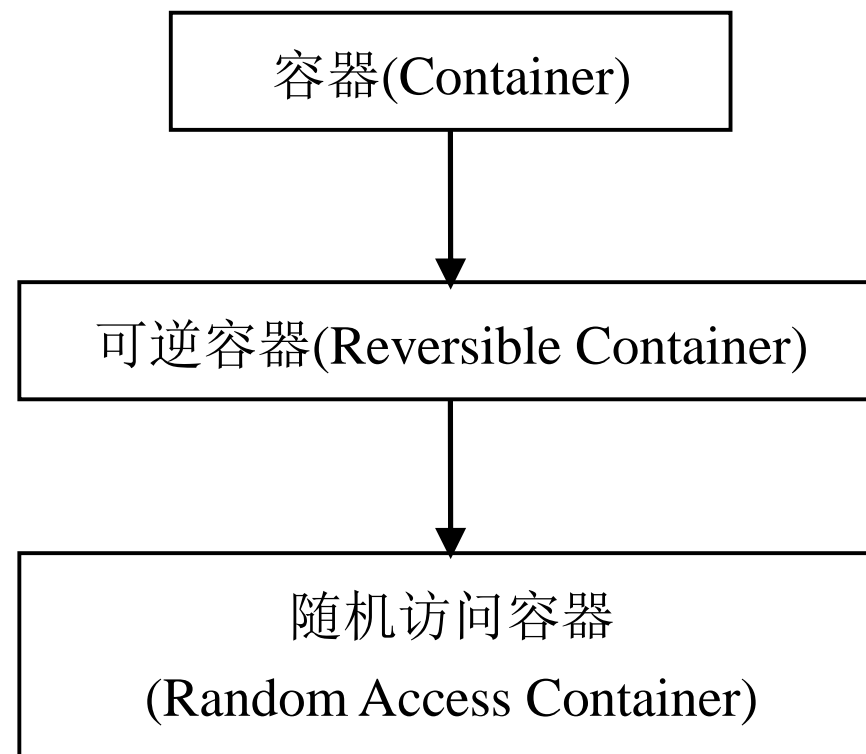 容器(Container)
可逆容器(Reversible Container)
随机访问容器
(Random Access Container)